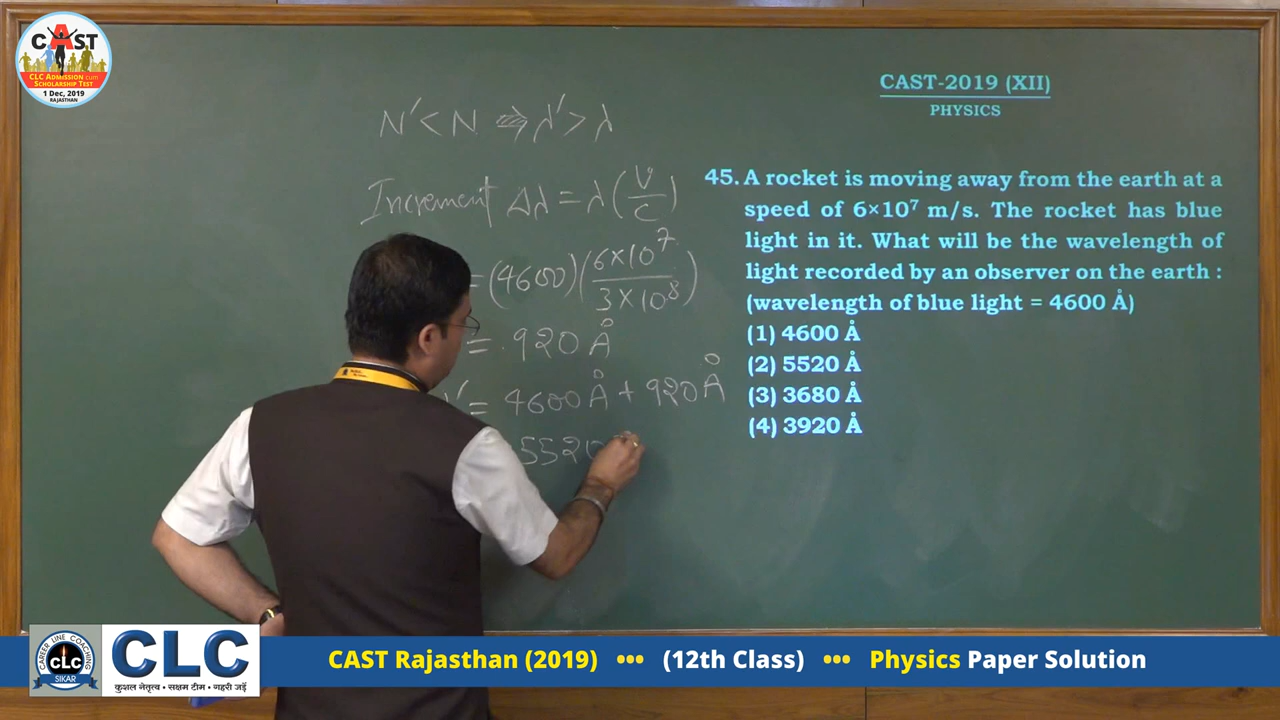 CAST
CLC ADMISSION CUM
SCHOLARSHIP TEST
1 Dec, 2019
RAJASTHAN
CAST-2019 (XII)
PHYSICS
N' < N ⇒ λ' > λ
Increment Δλ = λ (v/c)
= (4600) (6×10⁷ / 3×10⁸)
= 920 Å
= 4600 Å + 920 Å
5520
45. A rocket is moving away from the earth at a
speed of 6×10⁷ m/s. The rocket has blue
light in it. What will be the wavelength of
light recorded by an observer on the earth :
(wavelength of blue light = 4600 Å)
(1) 4600 Å
(2) 5520 Å
(3) 3680 Å
(4) 3920 Å
CAREER LINE COACHING
CLC
SIKAR
CLC
कुशल नेतृत्व • सक्षम टीम • नहरी जड़ें
CAST Rajasthan (2019) ••• (12th Class) ••• Physics Paper Solution